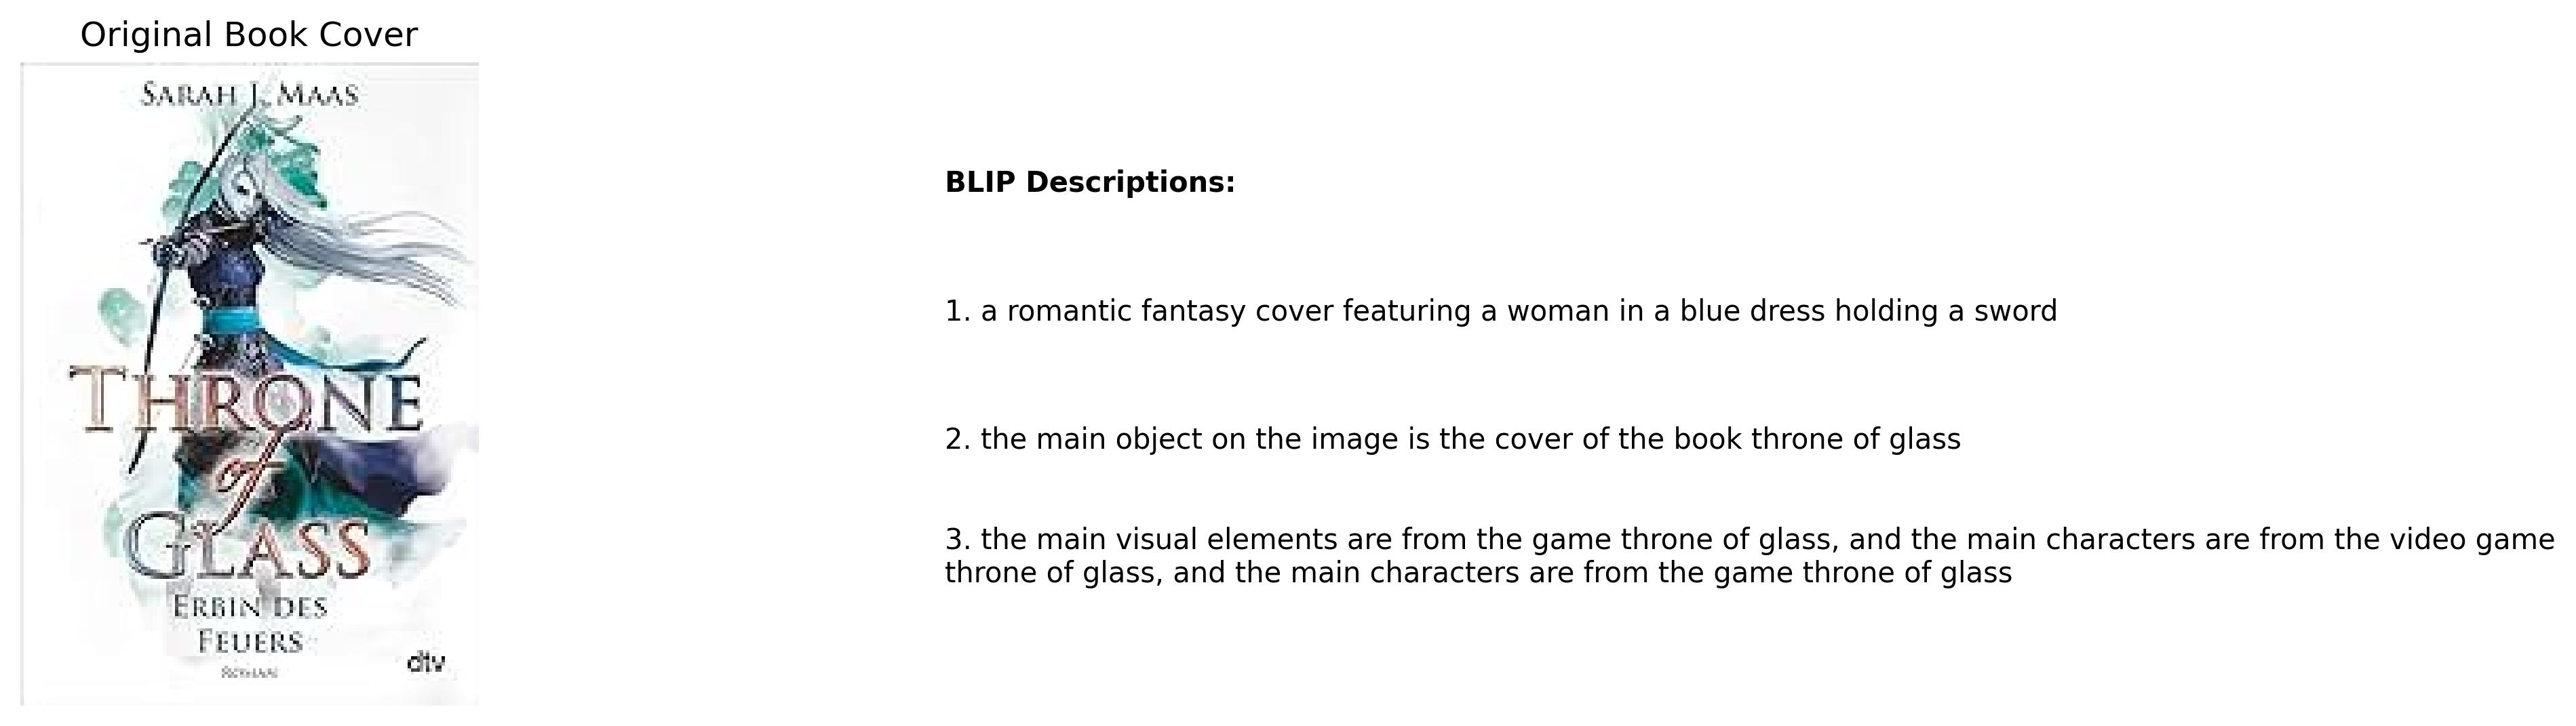 Original Book Cover
SARAH J. MAAS
THRONE
of
GLASS
ERBIN DES
FEUERS
ROMAN
dtv
BLIP Descriptions:
1. a romantic fantasy cover featuring a woman in a blue dress holding a sword
2. the main object on the image is the cover of the book throne of glass
3. the main visual elements are from the game throne of glass, and the main characters are from the video game
throne of glass, and the main characters are from the game throne of glass